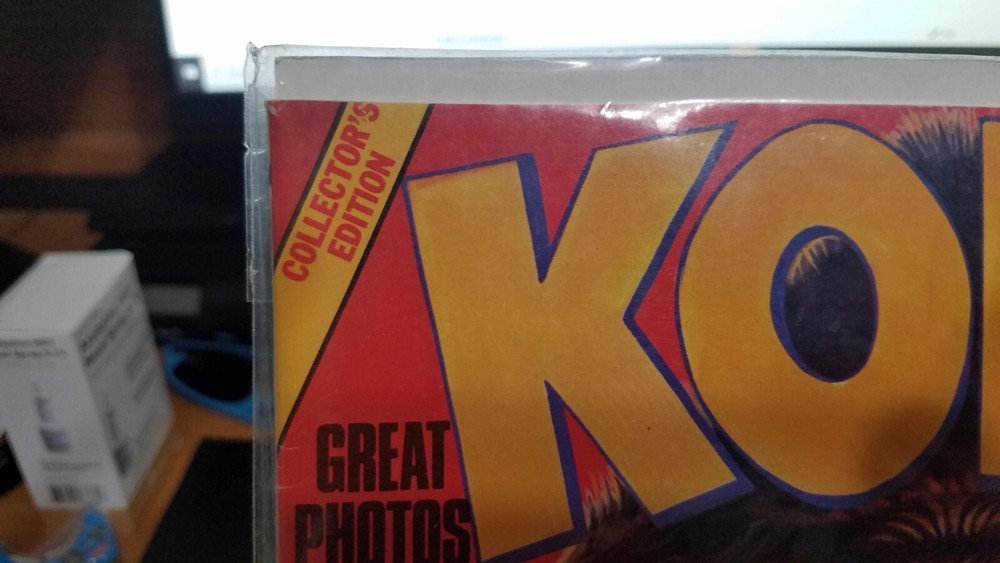 COLLECTOR'S
EDITION
KO
GREAT
PHOTOS